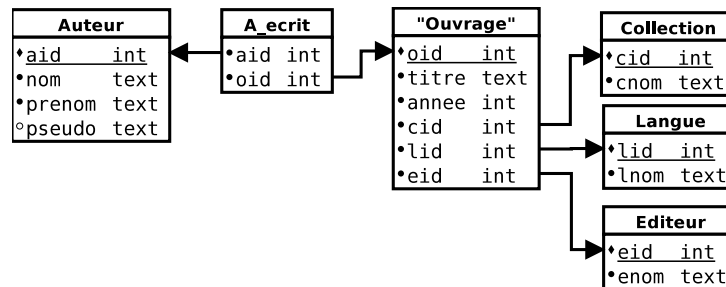 Auteur
♦aid int
•nom text
•prenom text
◦pseudo text
A_ecrit
•aid int
•oid int
"Ouvrage"
♦oid int
•titre text
•annee int
•cid int
•lid int
•eid int
Collection
♦cid int
•cnom text
Langue
♦lid int
•lnom text
Editeur
♦eid int
•enom text